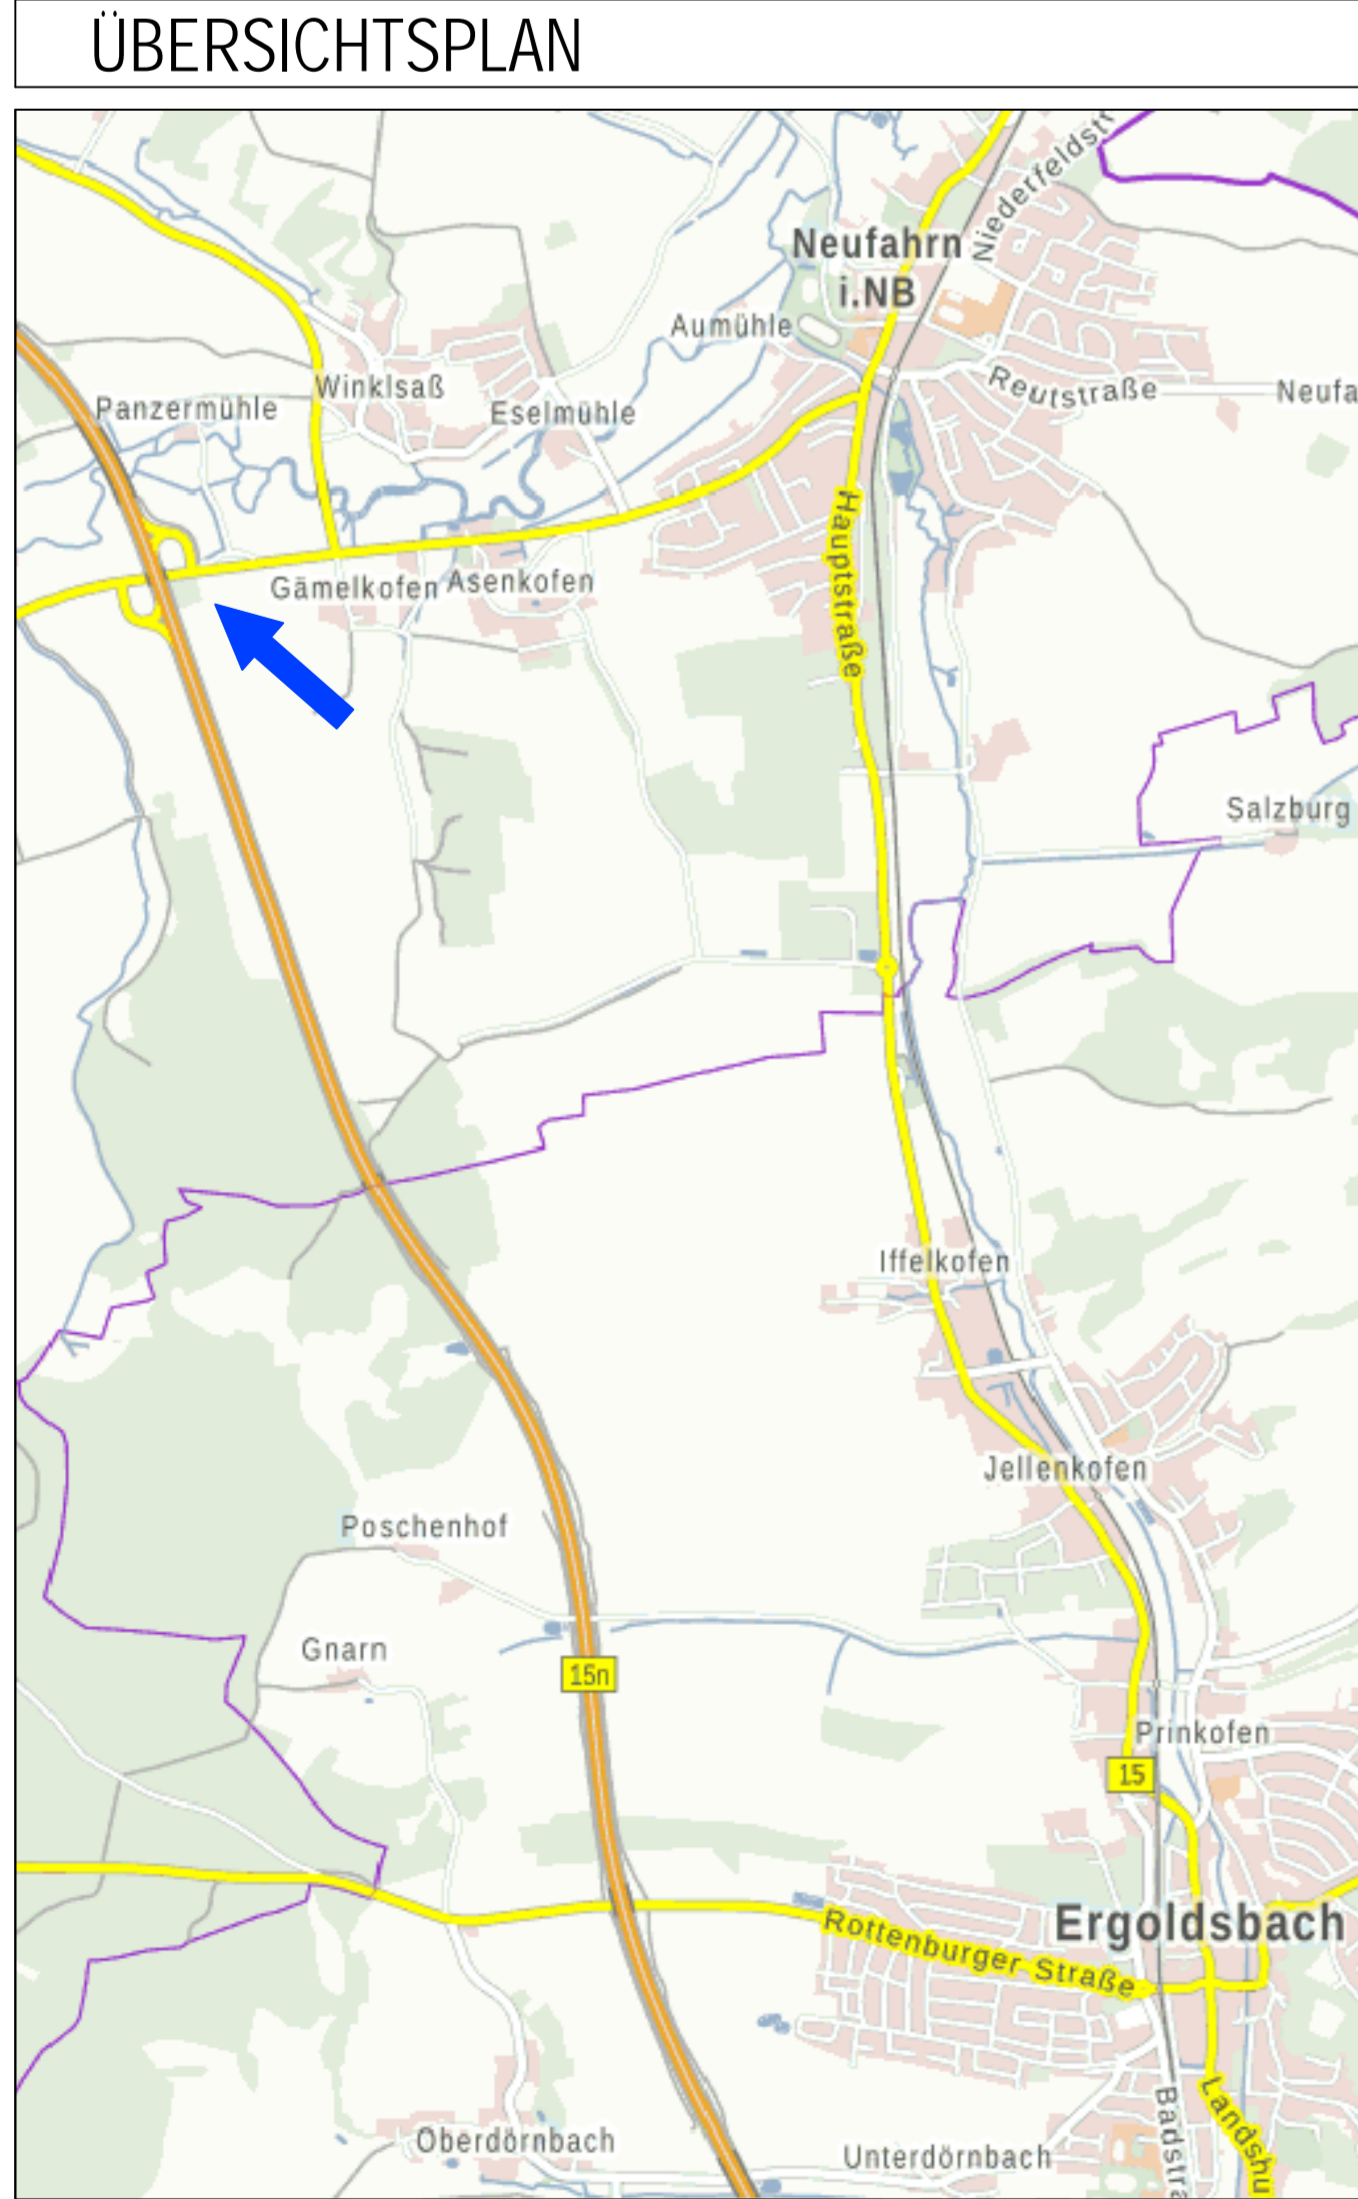 ÜBERSICHTSPLAN
Niederfeldstr
Neufahrn
i.NB
Aumühle
Winklsaß
Reutstraße
Neufa
Panzermühle
Eselmühle
Hauptstraße
Gämelkofen
Asenkofen
Salzburg
Iffelkofen
Jellenkofen
Poschenhof
Gnarn
15n
Prinkofen
15
Ergoldsbach
Rottenburger Straße
Landshu
Badstra
Oberdörnbach
Unterdörnbach